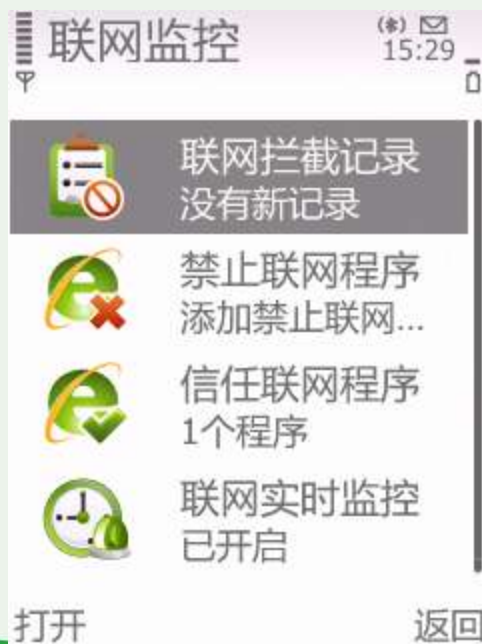 联网监控
15:29
联网拦截记录
没有新记录
禁止联网程序
添加禁止联网...
信任联网程序
1个程序
联网实时监控
已开启
打开 返回